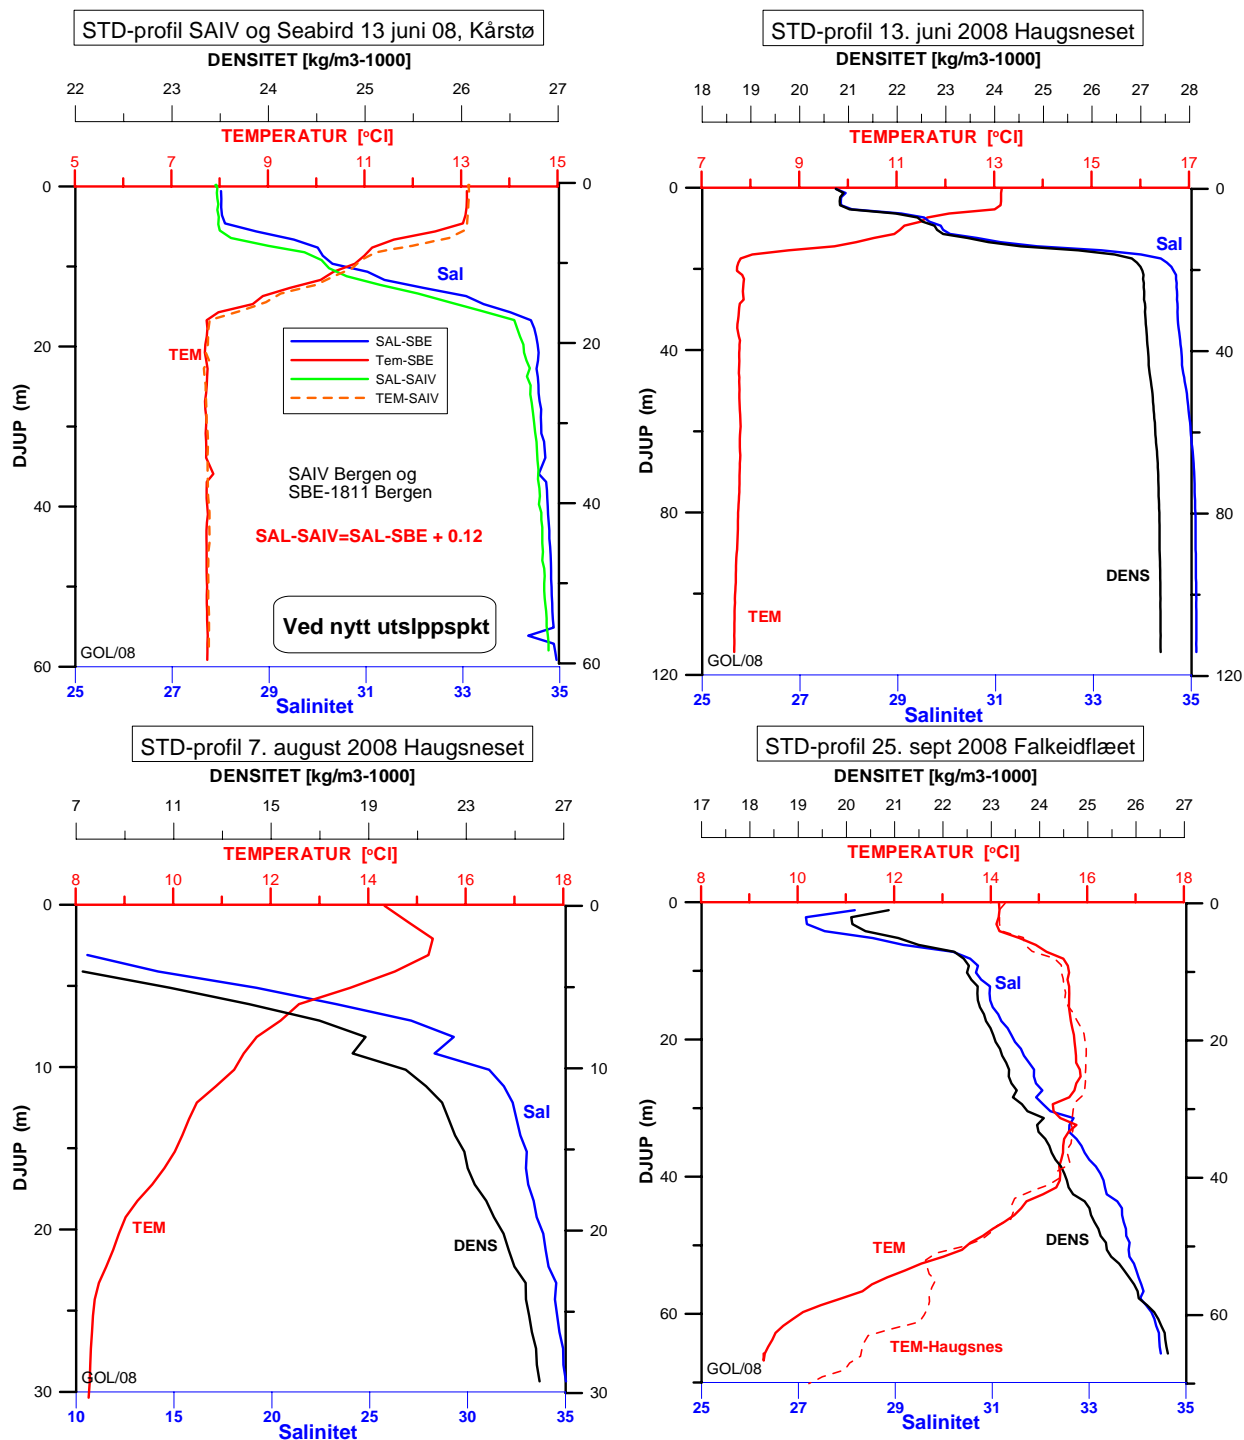 STD-profil SAIV og Seabird 13 juni 08, Kårstø
DENSITET [kg/m3-1000]
22 23 24 25 26 27
TEMPERATUR [°Cl]
5 7 9 11 13 15
0 0
20 20
40 40
60 60
DJUP (m)
Sal
TEM
SAL-SBE
Tem-SBE
SAL-SAIV
TEM-SAIV
SAIV Bergen og
SBE-1811 Bergen
SAL-SAIV=SAL-SBE + 0.12
Ved nytt utslppspkt
GOL/08
25 27 29 31 33 35
Salinitet
STD-profil 13. juni 2008 Haugsneset
DENSITET [kg/m3-1000]
18 19 20 21 22 23 24 25 26 27 28
TEMPERATUR [°Cl]
7 9 11 13 15 17
0 0
40 40
80 80
120 120
DJUP (m)
Sal
DENS
TEM
GOL/08
25 27 29 31 33 35
Salinitet
STD-profil 7. august 2008 Haugsneset
DENSITET [kg/m3-1000]
7 11 15 19 23 27
TEMPERATUR [°Cl]
8 10 12 14 16 18
0 0
10 10
20 20
30 30
DJUP (m)
Sal
TEM
DENS
GOL/08
10 15 20 25 30 35
Salinitet
STD-profil 25. sept 2008 Falkeidflæet
DENSITET [kg/m3-1000]
17 18 19 20 21 22 23 24 25 26 27
TEMPERATUR [°Cl]
8 10 12 14 16 18
0 0
20 20
40 40
60 60
DJUP (m)
Sal
DENS
TEM
TEM-Haugsnes
GOL/08
25 27 29 31 33 35
Salinitet